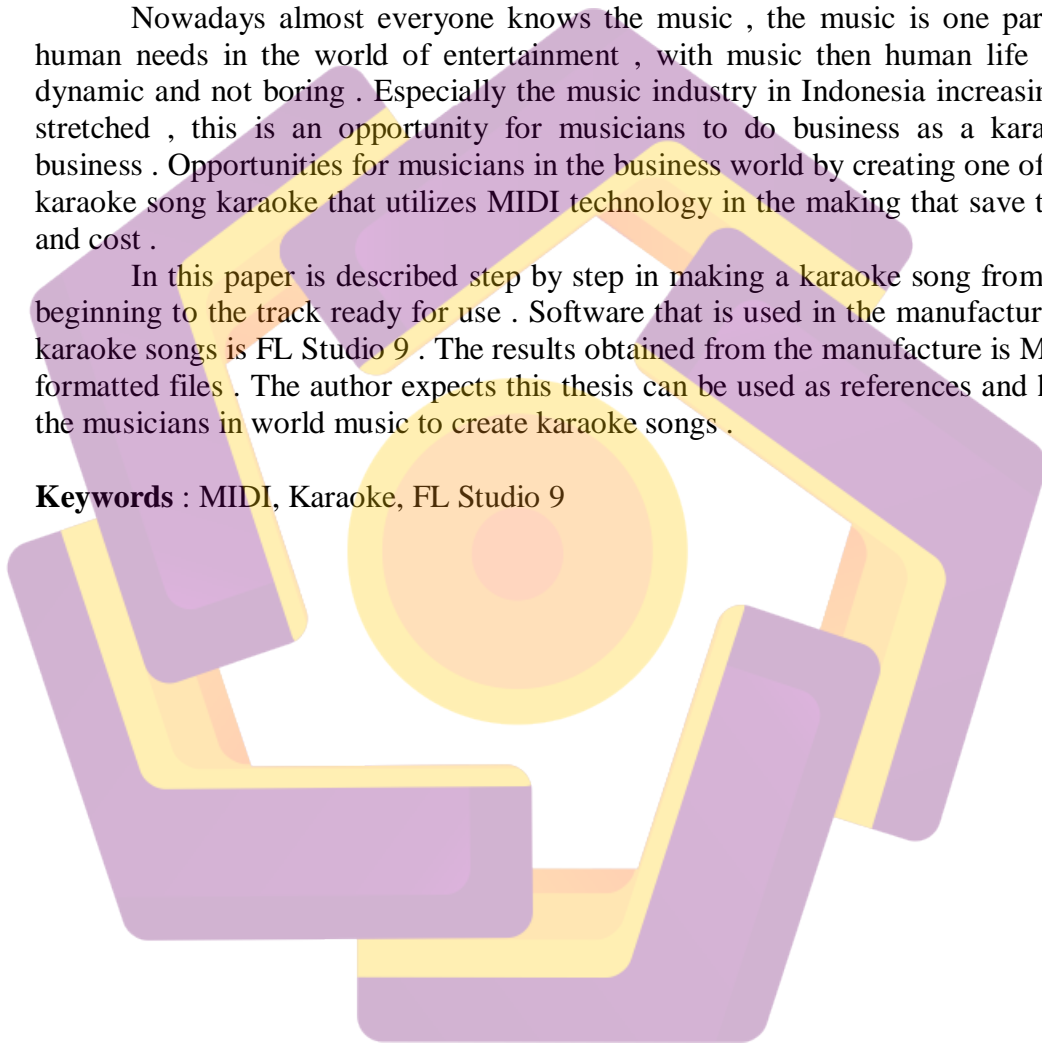 Nowadays almost everyone knows the music , the music is one par
human needs in the world of entertainment , with music then human life
dynamic and not boring . Especially the music industry in Indonesia increasin
stretched , this is an opportunity for musicians to do business as a kara
business . Opportunities for musicians in the business world by creating one of
karaoke song karaoke that utilizes MIDI technology in the making that save t
and cost .
In this paper is described step by step in making a karaoke song from
beginning to the track ready for use . Software that is used in the manufactur
karaoke songs is FL Studio 9 . The results obtained from the manufacture is M
formatted files . The author expects this thesis can be used as references and
the musicians in world music to create karaoke songs .
Keywords : MIDI, Karaoke, FL Studio 9